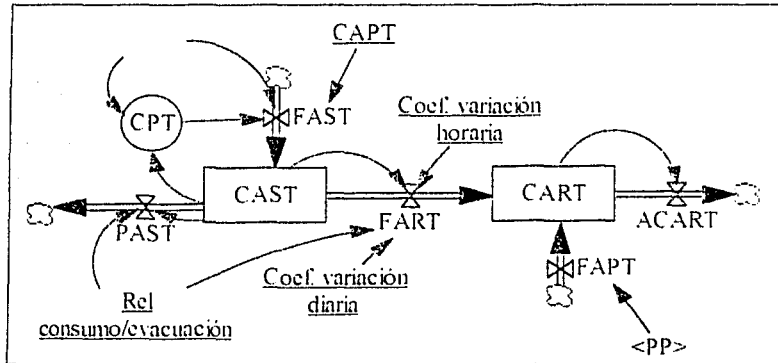 CAPT
CPT
FAST
Coef. variación
horaria
CAST
CART
PAST
FART
ACART
Rel
consumo/evacuación
Coef. variación
diaria
FAPT
<PP>